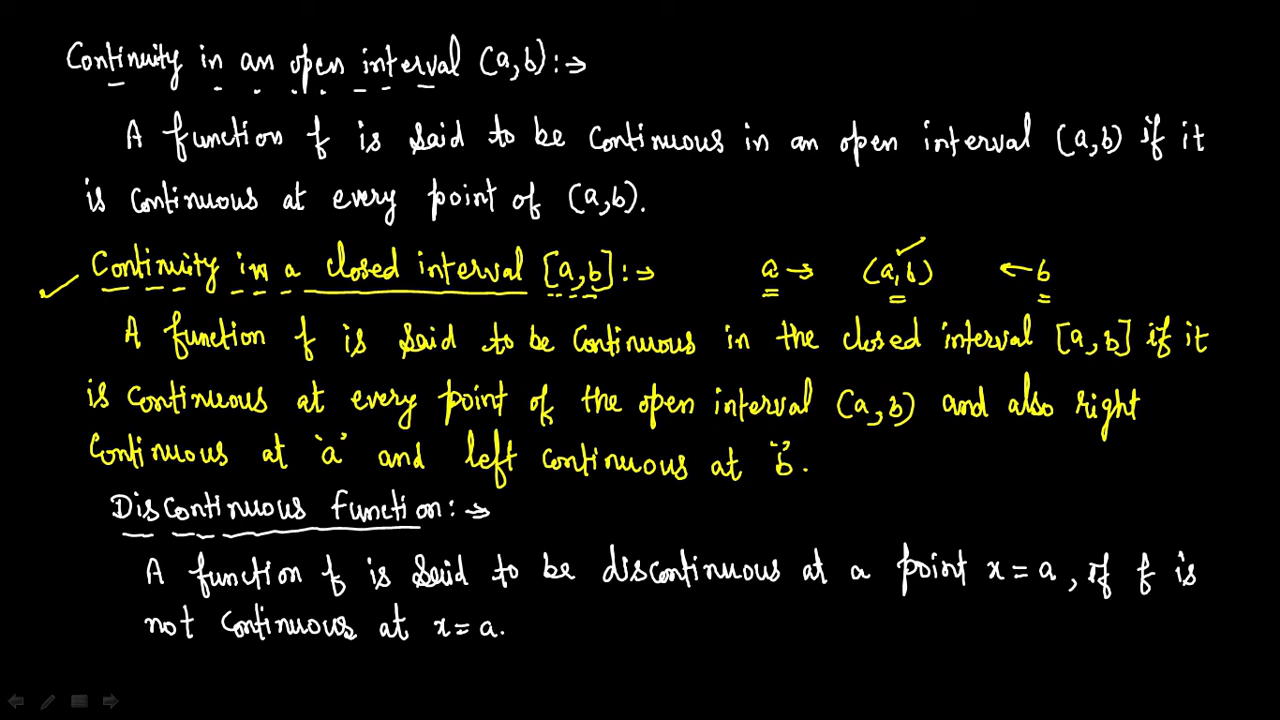 Continuity in an open interval (a,b) :→
A function f is said to be continuous in an open interval (a,b) if it
is continuous at every point of (a,b).
Continuity in a closed interval [a,b] :→ a → (a,b) ← b
A function f is said to be continuous in the closed interval [a,b] if it
is continuous at every point of the open interval (a,b) and also right
continuous at 'a' and left continuous at 'b'.
Discontinuous function :→
A function f is said to be discontinuous at a point x = a, if f is
not continuous at x = a.